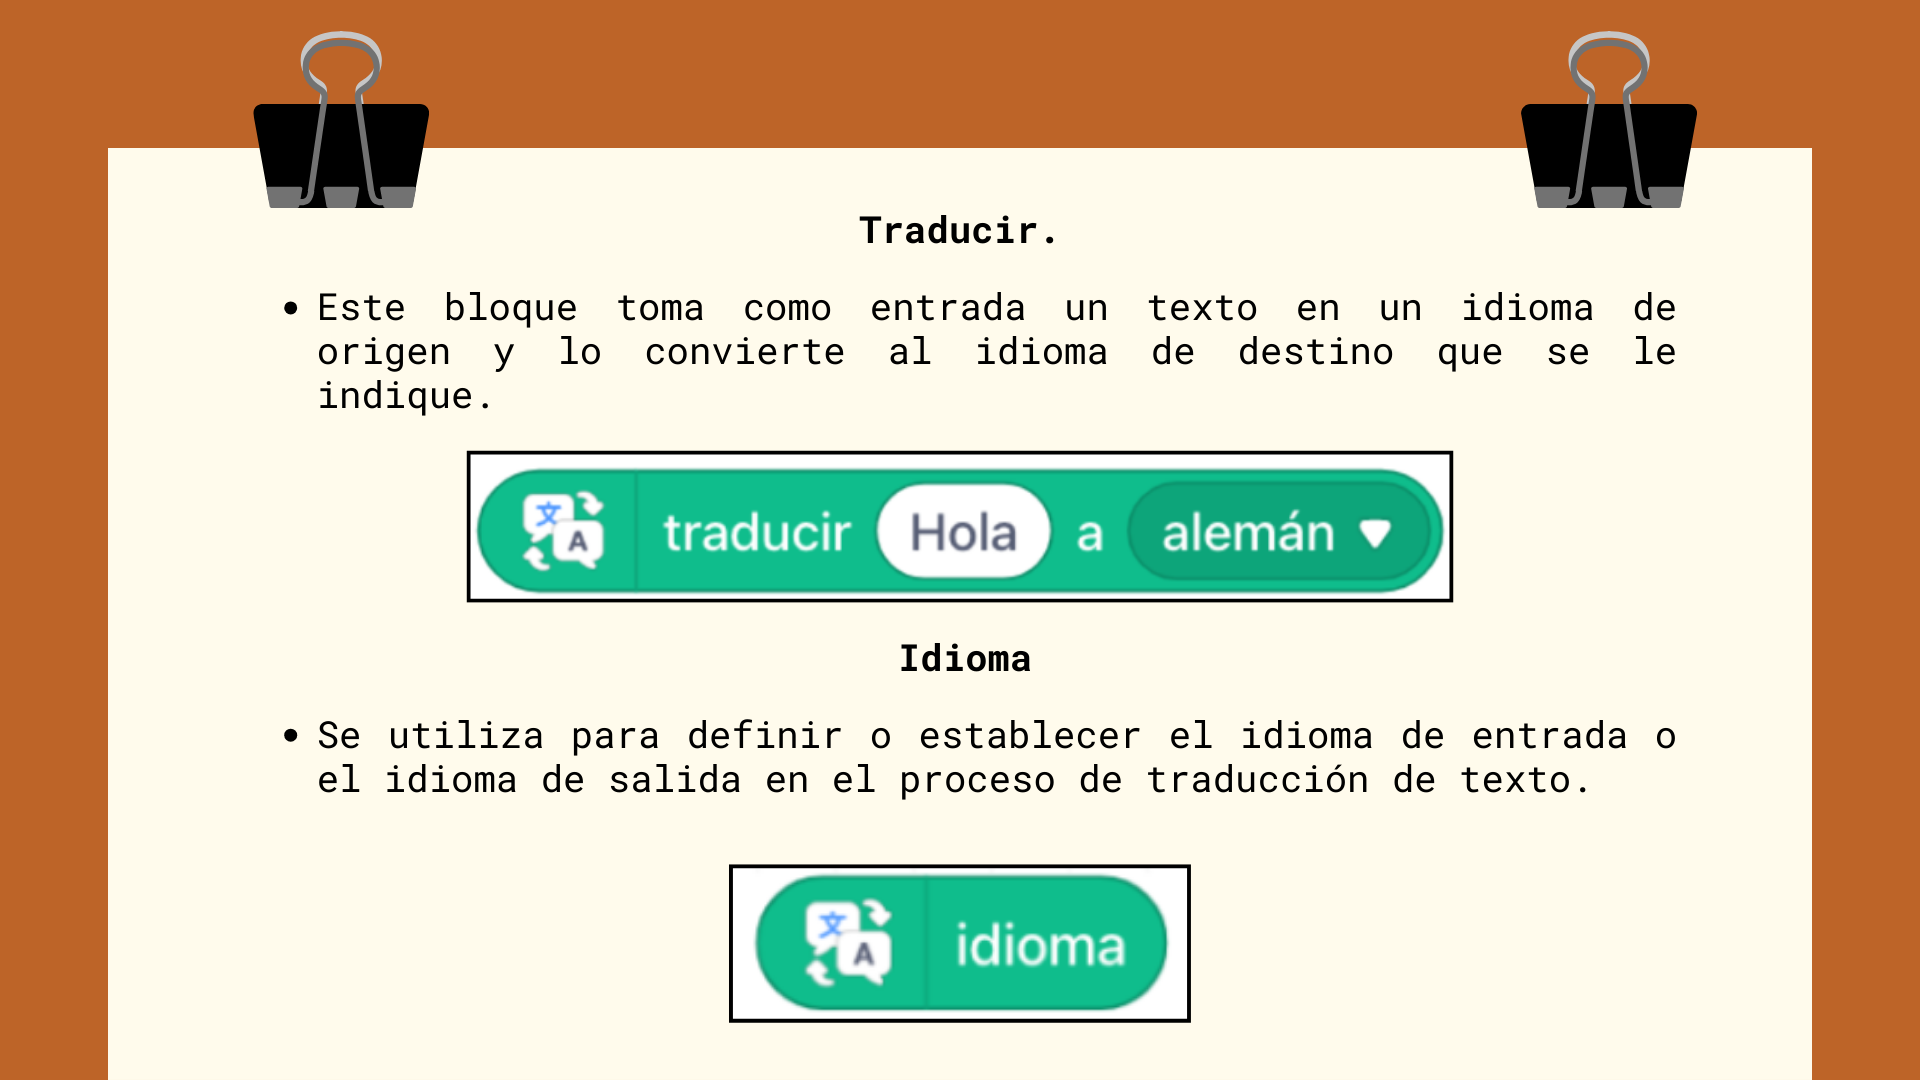 Traducir.
Este bloque toma como entrada un texto en un idioma de
origen y lo convierte al idioma de destino que se le
indique.
文 A traducir Hola a alemán
Idioma
Se utiliza para definir o establecer el idioma de entrada o
el idioma de salida en el proceso de traducción de texto.
文 A idioma